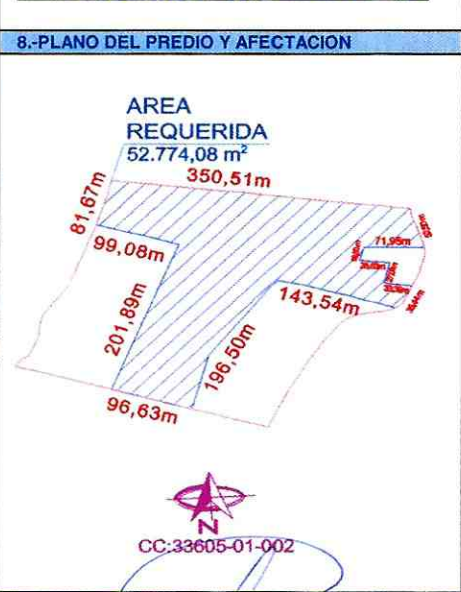 8.-PLANO DEL PREDIO Y AFECTACION
AREA
REQUERIDA
52.774,08 m²
350,51m
81,67m
99,08m
71,95m
201,89m
143,54m
196,50m
96,63m
N
CC:33605-01-002